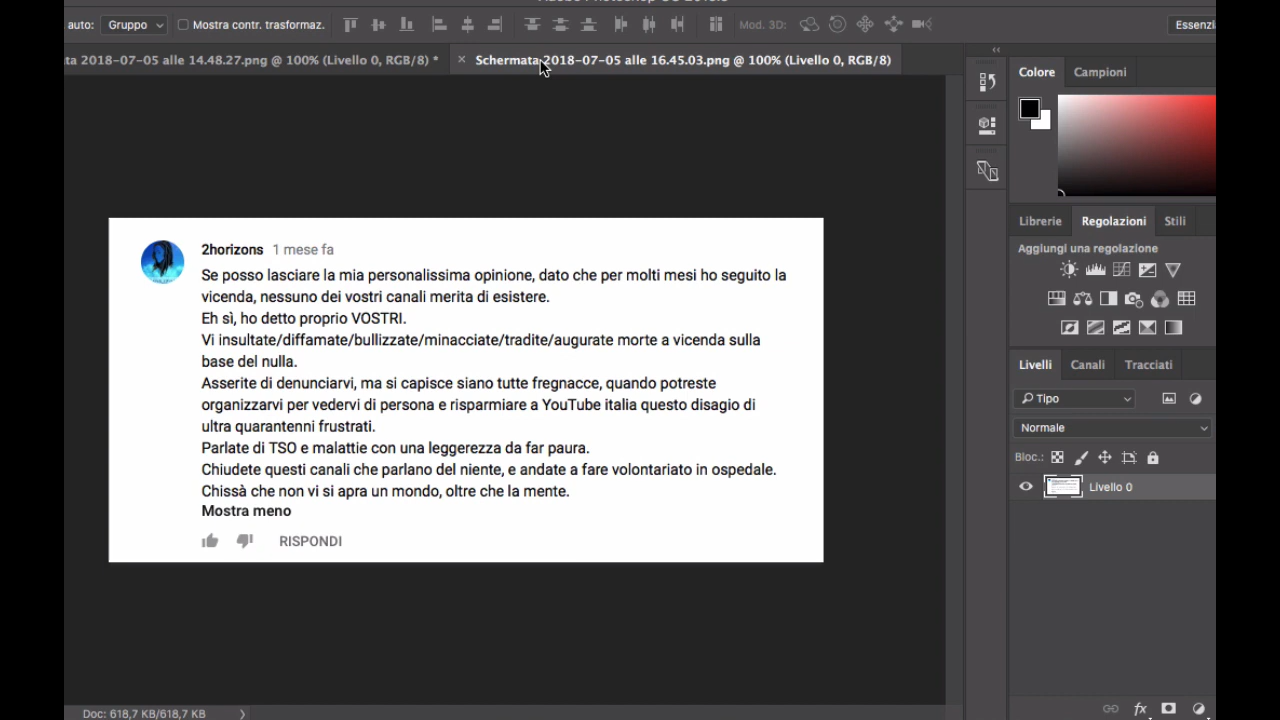 auto:
Gruppo
Mostra contr. trasformaz.
Mod. 3D:
Essenzi
ta 2018-07-05 alle 14.48.27.png @ 100% (Livello 0, RGB/8) *
× Schermata 2018-07-05 alle 16.45.03.png @ 100% (Livello 0, RGB/8)
Colore
Campioni
Librerie
Regolazioni
Stili
Aggiungi una regolazione
2horizons 1 mese fa
Se posso lasciare la mia personalissima opinione, dato che per molti mesi ho seguito la
vicenda, nessuno dei vostri canali merita di esistere.
Eh sì, ho detto proprio VOSTRI.
Vi insultate/diffamate/bullizzate/minacciate/tradite/augurate morte a vicenda sulla
base del nulla.
Asserite di denunciarvi, ma si capisce siano tutte fregnacce, quando potreste
organizzarvi per vedervi di persona e risparmiare a YouTube italia questo disagio di
ultra quarantenni frustrati.
Parlate di TSO e malattie con una leggerezza da far paura.
Chiudete questi canali che parlano del niente, e andate a fare volontariato in ospedale.
Chissà che non vi si apra un mondo, oltre che la mente.
Mostra meno
RISPONDI
Livelli
Canali
Tracciati
Tipo
Normale
Bloc.:
Livello 0
fx
Doc: 618,7 KB/618,7 KB